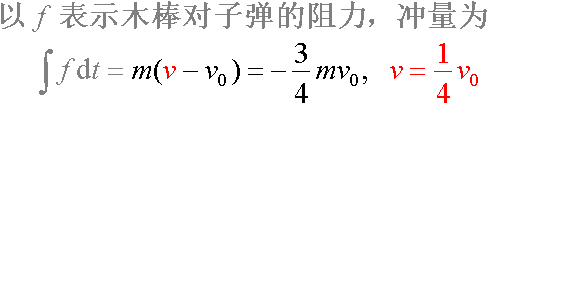 以 f 表示木棒对子弹的阻力，冲量为
∫ f dt = m(v − v₀) = − 3/4 mv₀, v = 1/4 v₀